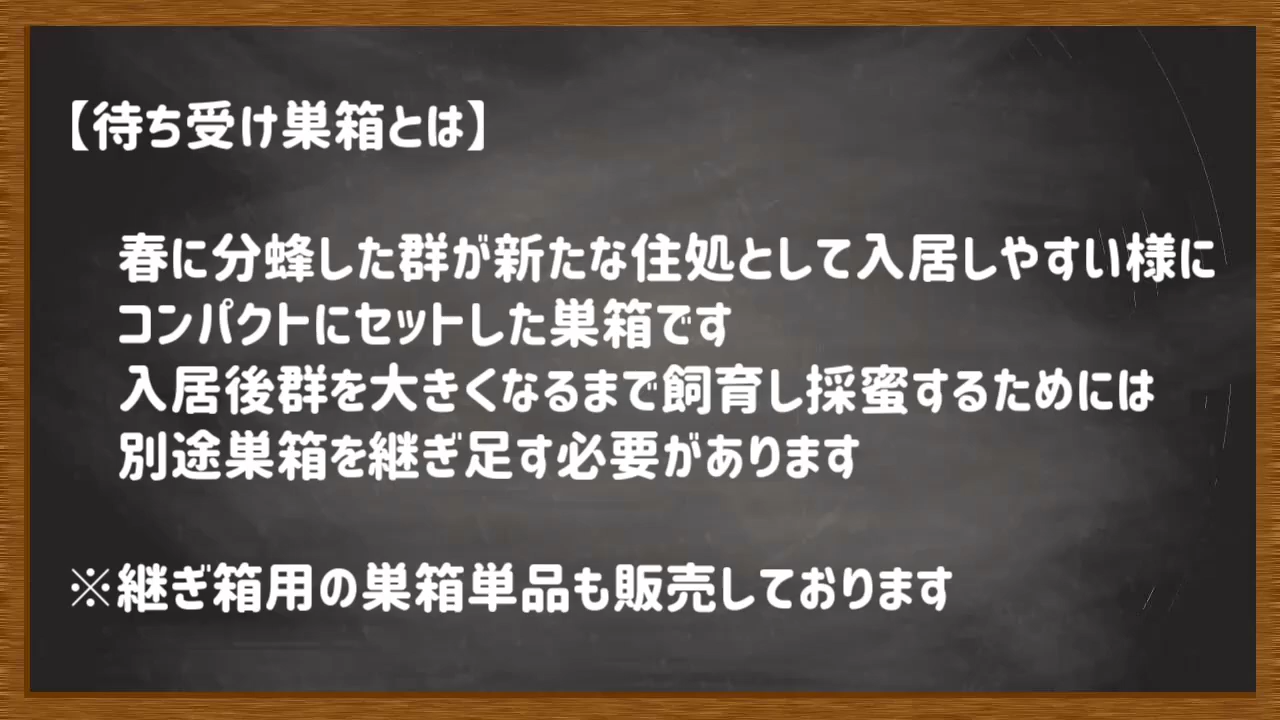 【待ち受け巣箱とは】
春に分蜂した群が新たな住処として入居しやすい様に
コンパクトにセットした巣箱です
入居後群を大きくなるまで飼育し採蜜するためには
別途巣箱を継ぎ足す必要があります
※継ぎ箱用の巣箱単品も販売しております